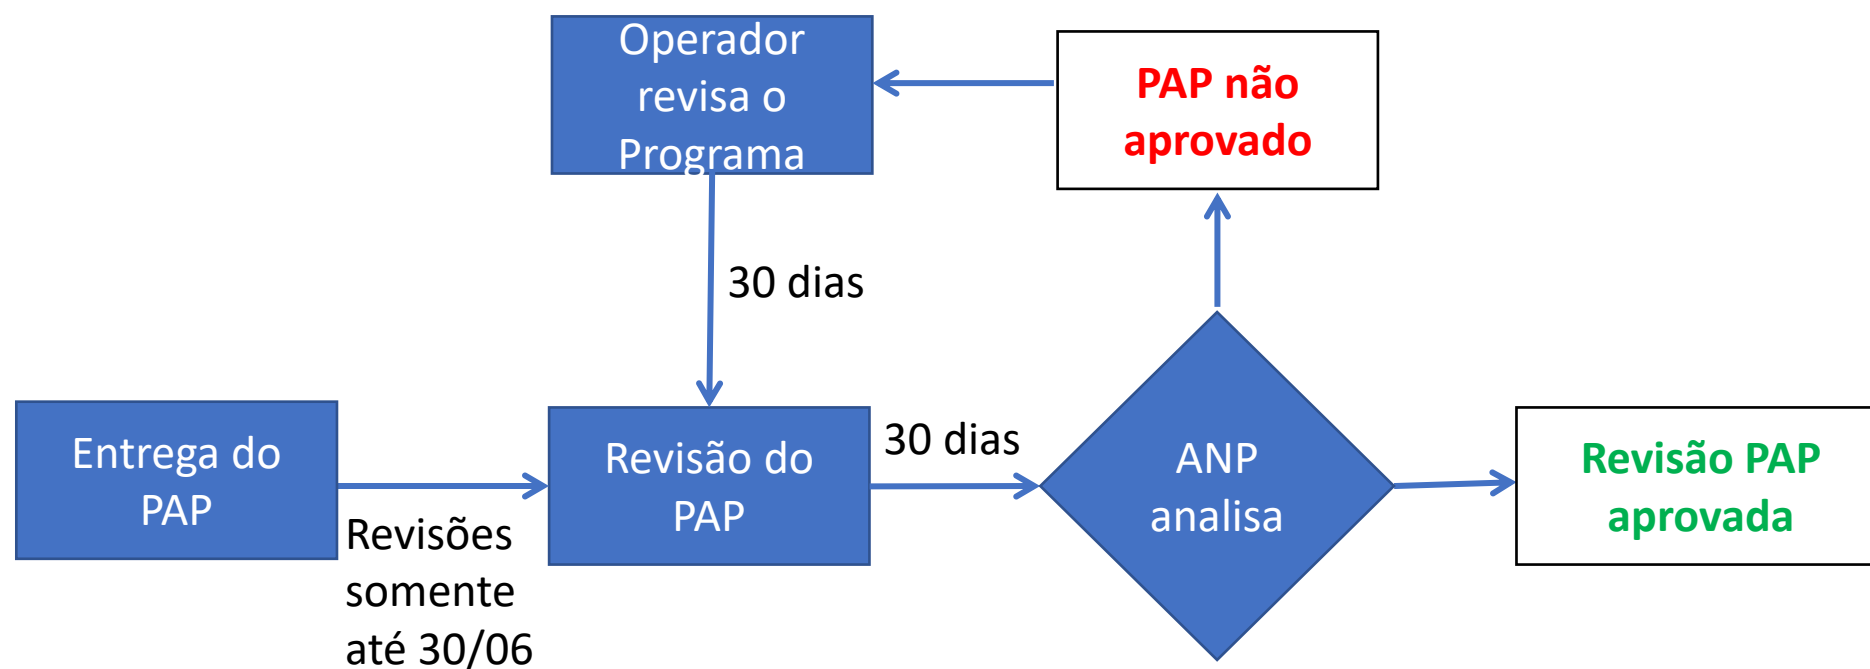 Operador
revisa o
Programa
PAP não
aprovado
30 dias
Entrega do
PAP
Revisões
somente
até 30/06
Revisão do
PAP
30 dias
ANP
analisa
Revisão PAP
aprovada